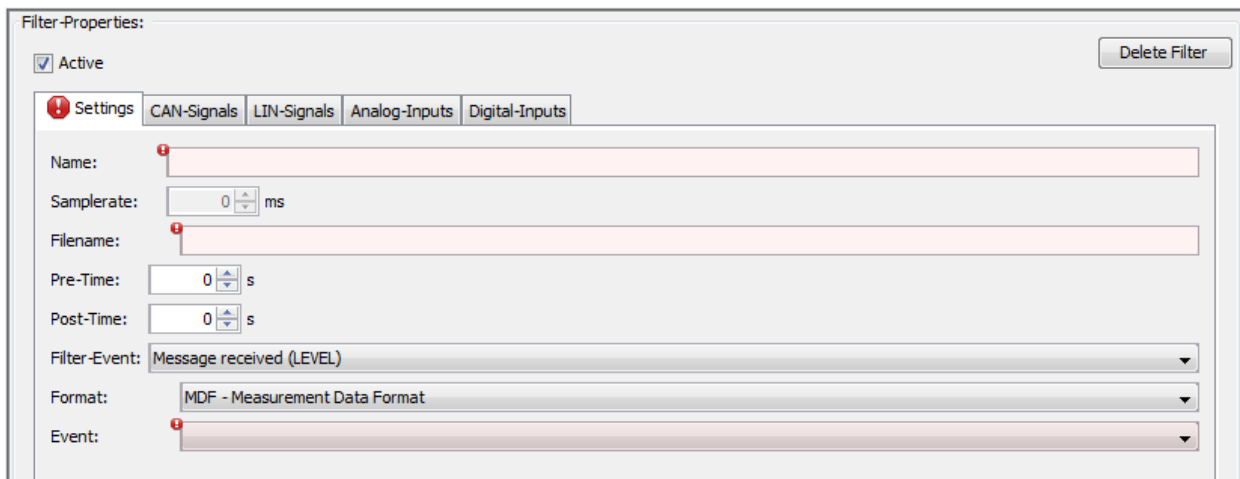 Filter-Properties:
Active
Delete Filter
Settings CAN-Signals LIN-Signals Analog-Inputs Digital-Inputs
Name:
Samplerate: 0 ms
Filename:
Pre-Time: 0 s
Post-Time: 0 s
Filter-Event: Message received (LEVEL)
Format: MDF - Measurement Data Format
Event: